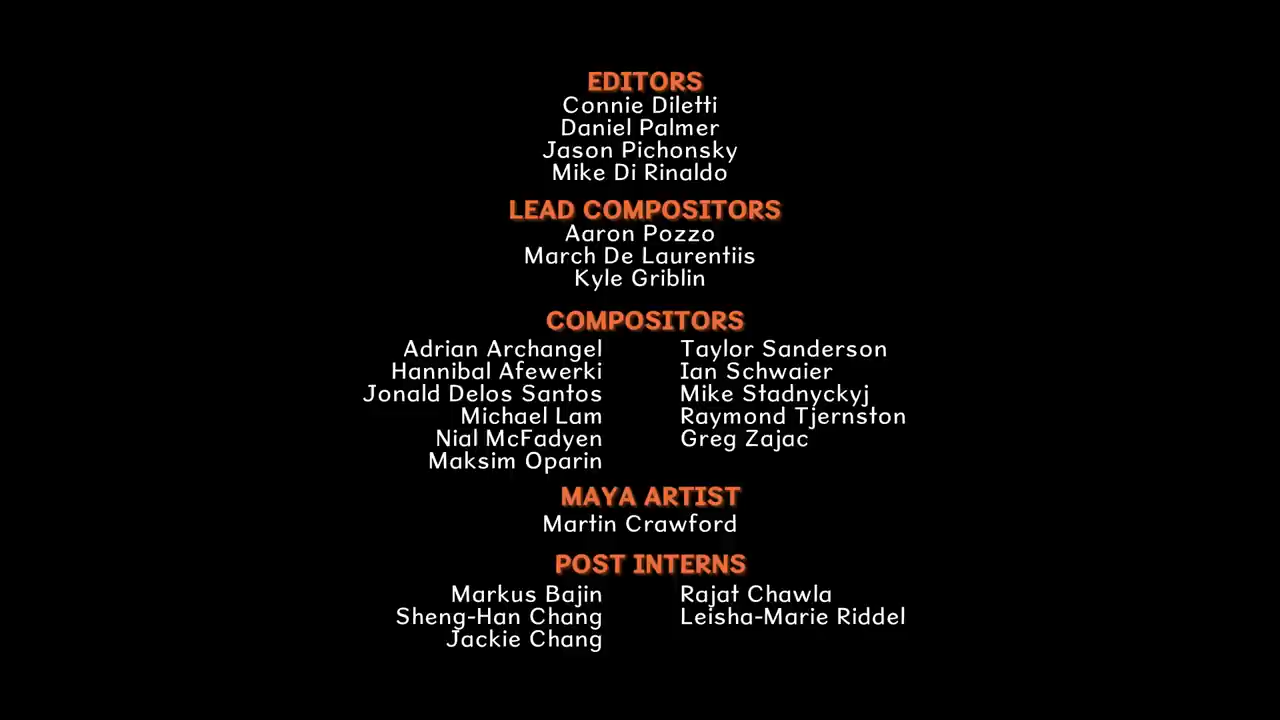 EDITORS
Connie Diletti
Daniel Palmer
Jason Pichonsky
Mike Di Rinaldo
LEAD COMPOSITORS
Aaron Pozzo
March De Laurentiis
Kyle Griblin
COMPOSITORS
Adrian Archangel
Hannibal Afewerki
Jonald Delos Santos
Michael Lam
Nial McFadyen
Maksim Oparin
Taylor Sanderson
Ian Schwaier
Mike Stadnyckyj
Raymond Tjernston
Greg Zajac
MAYA ARTIST
Martin Crawford
POST INTERNS
Markus Bajin
Sheng-Han Chang
Jackie Chang
Rajat Chawla
Leisha-Marie Riddel